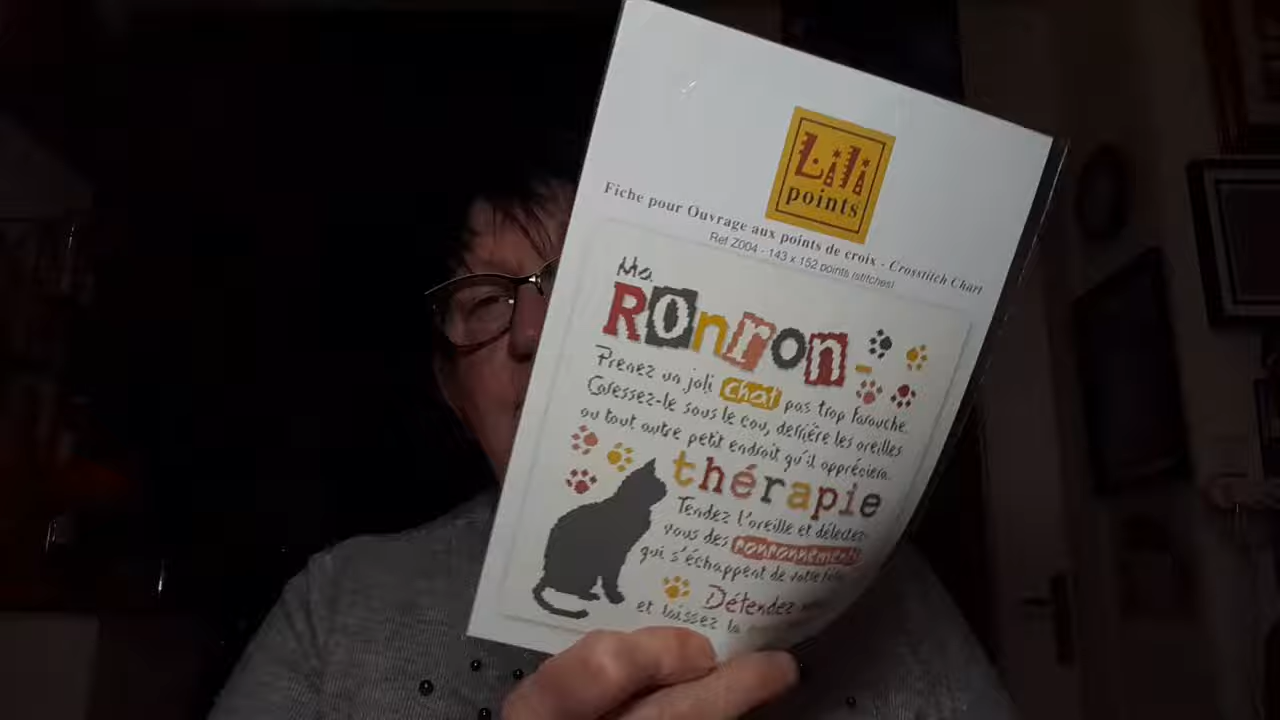 Lili
points
Fiche pour Ouvrage aux points de croix - Crosstitch Chart
Ref Z004 - 143 x 152 points (stitches)
Ma
Ronron-
Prenez un joli chat pas trop farouche.
Caressez-le sous le cou, derrière les oreilles
ou tout autre petit endroit qu'il appréciera.
thérapie
Tendez l'oreille et délectez-
vous des ronronnements
qui s'échappent de votre
Détendez
et laissez la